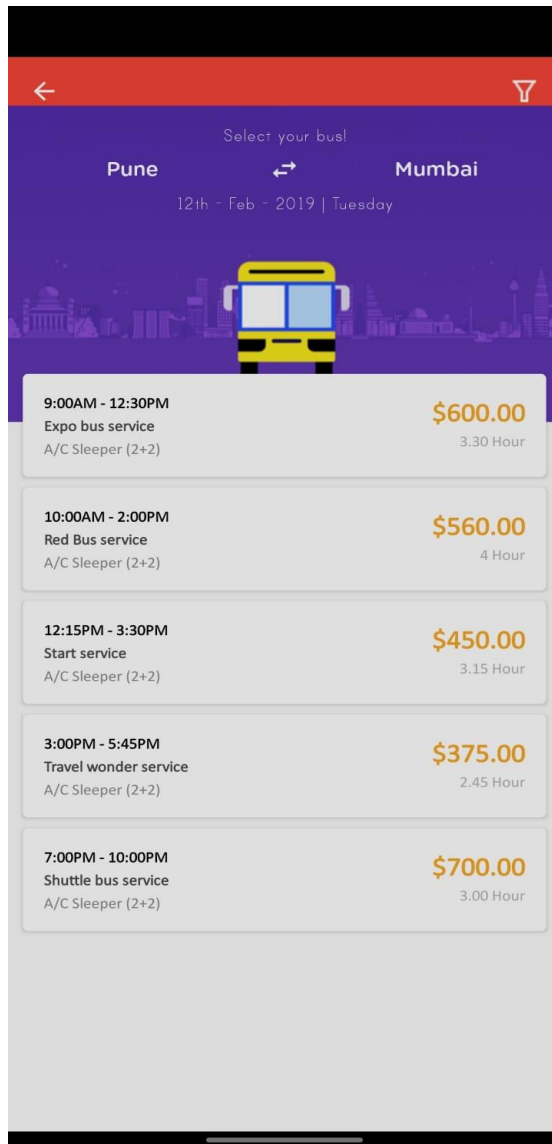 Select your bus!
Pune Mumbai
12th - Feb - 2019 | Tuesday
9:00AM - 12:30PM
Expo bus service
A/C Sleeper (2+2)
$600.00
3.30 Hour
10:00AM - 2:00PM
Red Bus service
A/C Sleeper (2+2)
$560.00
4 Hour
12:15PM - 3:30PM
Start service
A/C Sleeper (2+2)
$450.00
3.15 Hour
3:00PM - 5:45PM
Travel wonder service
A/C Sleeper (2+2)
$375.00
2.45 Hour
7:00PM - 10:00PM
Shuttle bus service
A/C Sleeper (2+2)
$700.00
3.00 Hour